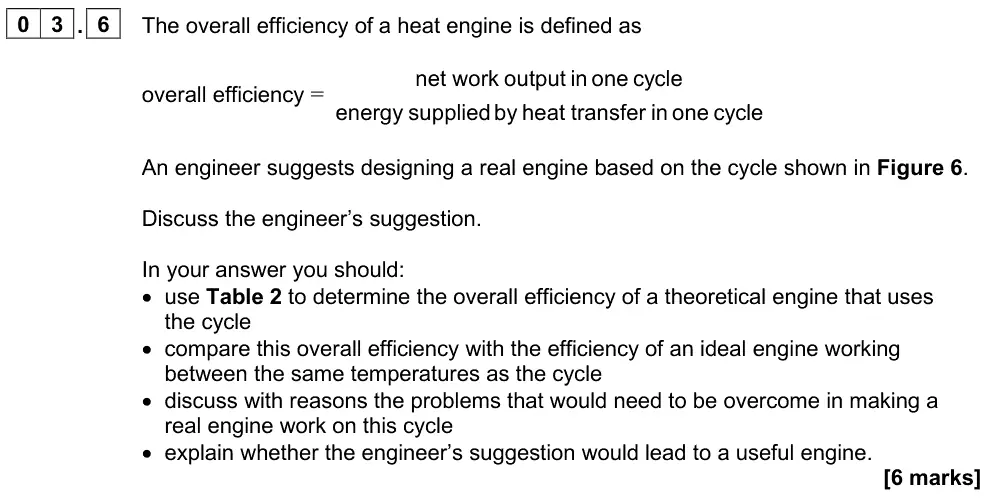 0 3 . 6 The overall efficiency of a heat engine is defined as
net work output in one cycle
overall efficiency =
energy supplied by heat transfer in one cycle
An engineer suggests designing a real engine based on the cycle shown in Figure 6.
Discuss the engineer’s suggestion.
In your answer you should:
• use Table 2 to determine the overall efficiency of a theoretical engine that uses
the cycle
• compare this overall efficiency with the efficiency of an ideal engine working
between the same temperatures as the cycle
• discuss with reasons the problems that would need to be overcome in making a
real engine work on this cycle
• explain whether the engineer’s suggestion would lead to a useful engine.
[6 marks]